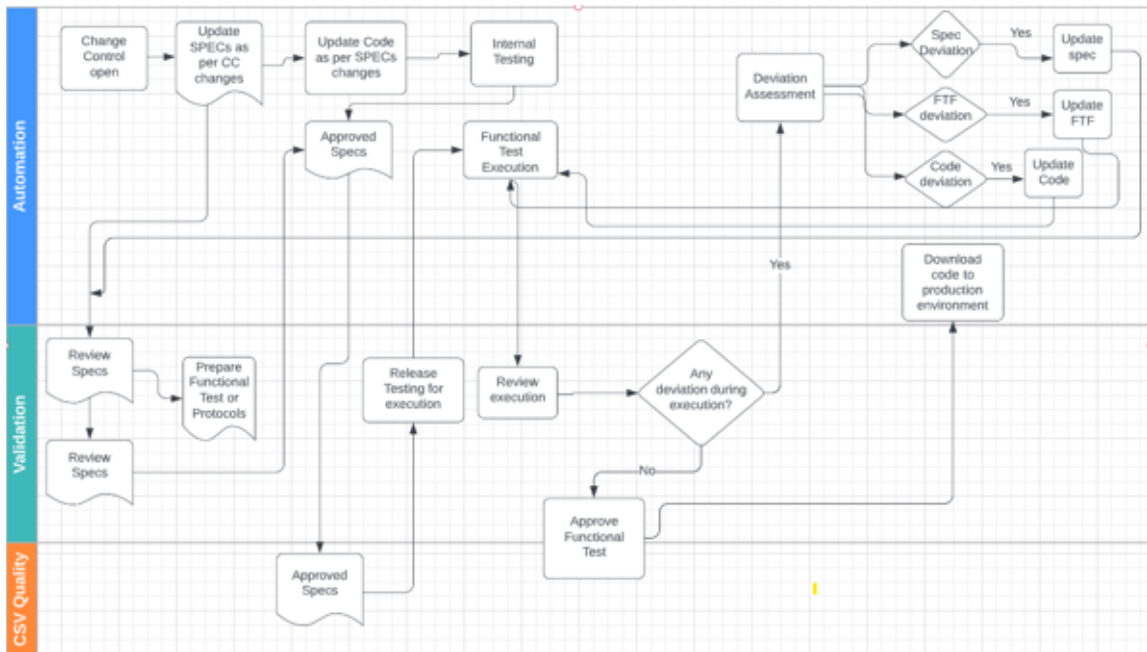 Automation
Change
Control
open
Update
SPECs as
per CC
changes
Update Code
as per SPECs
changes
Internal
Testing
Approved
Specs
Functional
Test
Execution
Deviation
Assessment
Spec
Deviation
Yes
Update
spec
FTF
deviation
Yes
Update
FTF
Code
deviation
Yes
Update
Code
Download
code to
production
environment
Yes
Validation
Review
Specs
Prepare
Functional
Test or
Protocols
Review
Specs
Release
Testing for
execution
Review
execution
Any
deviation during
execution?
No
Approve
Functional
Test
CSV Quality
Approved
Specs